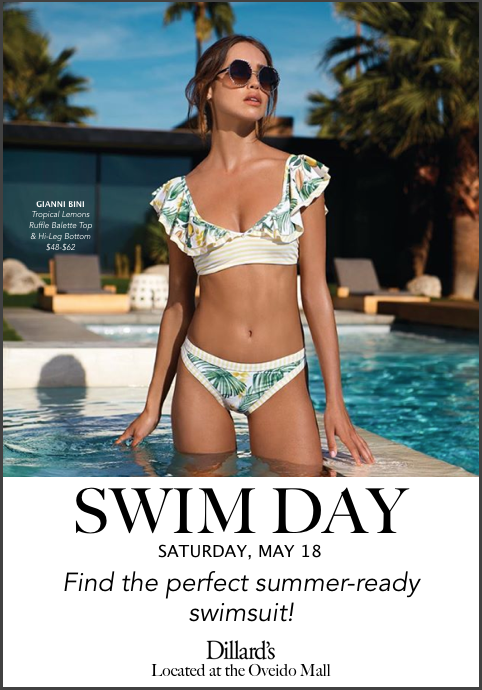 GIANNI BINI
Tropical Lemons
Ruffle Balette Top
& Hi-Leg Bottom
$48-$62
SWIM DAY
SATURDAY, MAY 18
Find the perfect summer-ready
swimsuit!
Dillard's
Located at the Oveido Mall